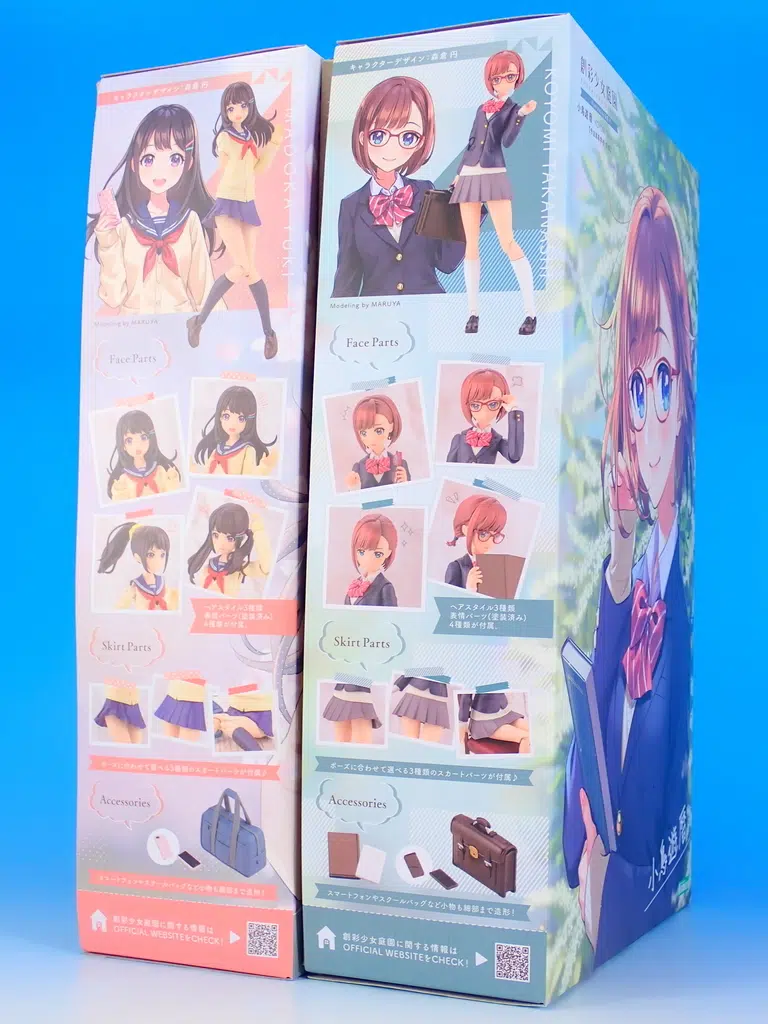 キャラクターデザイン：森倉 円
MADOKA YUKI
Modeling by MARUYA
Face Parts
ヘアスタイル3種類
表情パーツ(塗装済み)
4種類が付属。
Skirt Parts
ポーズに合わせて選べる3種類のスカートパーツが付属♪
Accessories
スマートフォンやスクールバッグなど小物も細部まで造形！
創彩少女庭園に関する情報は
OFFICIAL WEBSITEをCHECK!
キャラクターデザイン：森倉 円
KOTOMI TAKANASHI
Modeling by MARUYA
Face Parts
ヘアスタイル3種類
表情パーツ(塗装済み)
4種類が付属。
Skirt Parts
ポーズに合わせて選べる3種類のスカートパーツが付属♪
Accessories
スマートフォンやスクールバッグなど小物も細部まで造形！
創彩少女庭園に関する情報は
OFFICIAL WEBSITEをCHECK!
創彩少女庭園
小鳥遊暦